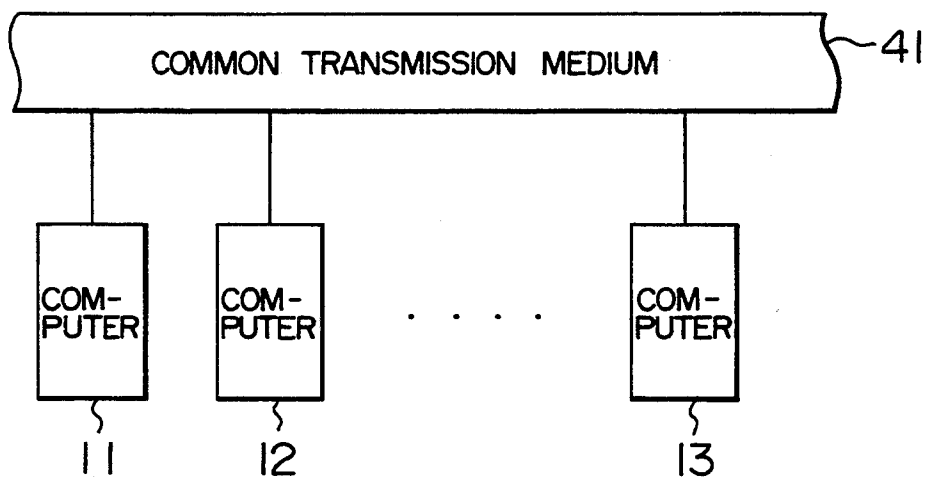 COMMON TRANSMISSION MEDIUM
41
COM-
PUTER
COM-
PUTER
COM-
PUTER
11
12
13